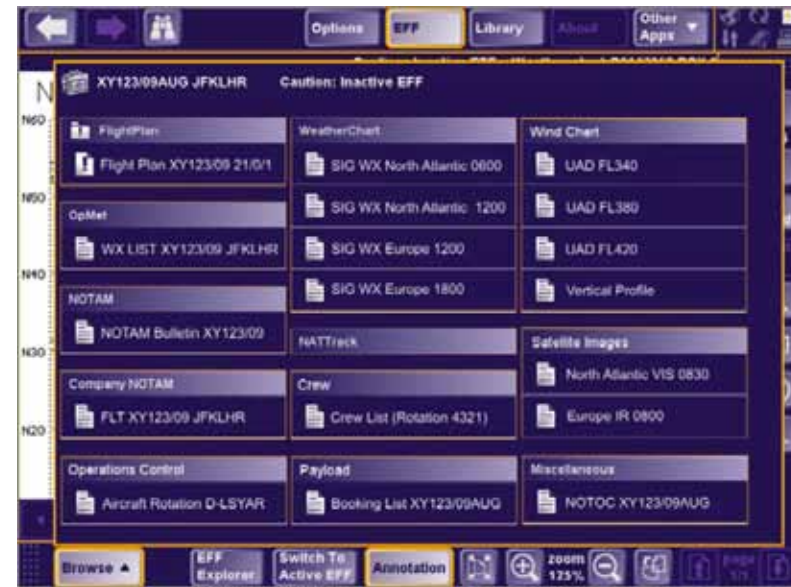 Options
EFF
Library
About
Other Apps
XY123/09AUG JFKLHR Caution: Inactive EFF
N
N60
N50
N40
N30
N20
FlightPlan
Flight Plan XY123/09 21/0/1
OpMet
WX LIST XY123/09 JFKLHR
NOTAM
NOTAM Bulletin XY123/09
Company NOTAM
FLT XY123/09 JFKLHR
Operations Control
Aircraft Rotation D-LSYAR
WeatherChart
SIG WX North Atlantic 0600
SIG WX North Atlantic 1200
SIG WX Europe 1200
SIG WX Europe 1800
NATTrack
Crew
Crew List (Rotation 4321)
Payload
Booking List XY123/09AUG
Wind Chart
UAD FL340
UAD FL380
UAD FL420
Vertical Profile
Satellite Images
North Atlantic VIS 0830
Europe IR 0800
Miscellaneous
NOTOC XY123/09AUG
Browse
EFF
Explorer
Switch To
Active EFF
Annotation
zoom
125%
Page